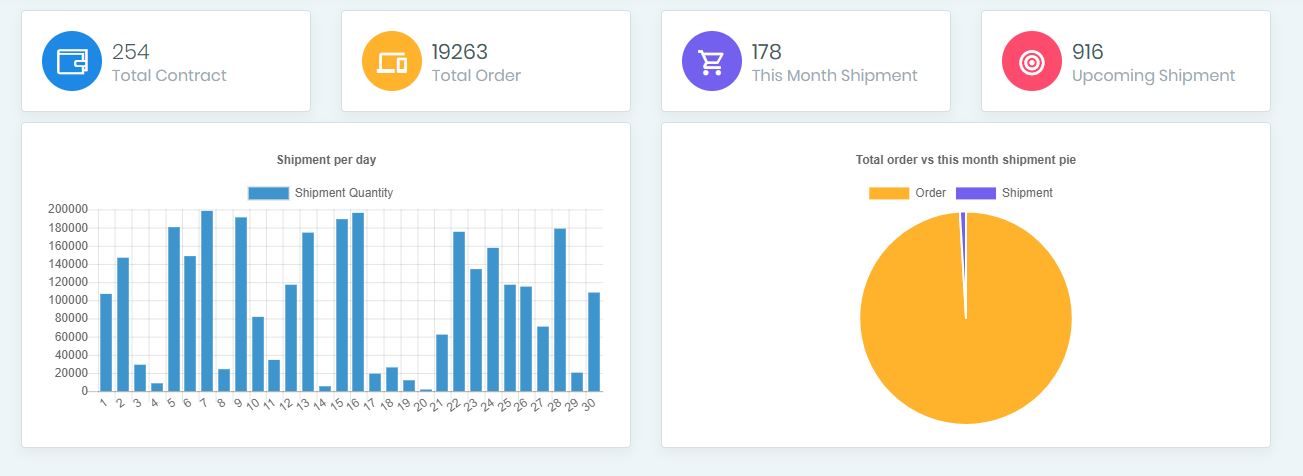 254
Total Contract
19263
Total Order
178
This Month Shipment
916
Upcoming Shipment
Shipment per day
Shipment Quantity
200000
180000
160000
140000
120000
100000
80000
60000
40000
20000
0
1 2 3 4 5 6 7 8 9 10 11 12 13 14 15 16 17 18 19 20 21 22 23 24 25 26 27 28 29 30
Total order vs this month shipment pie
Order Shipment